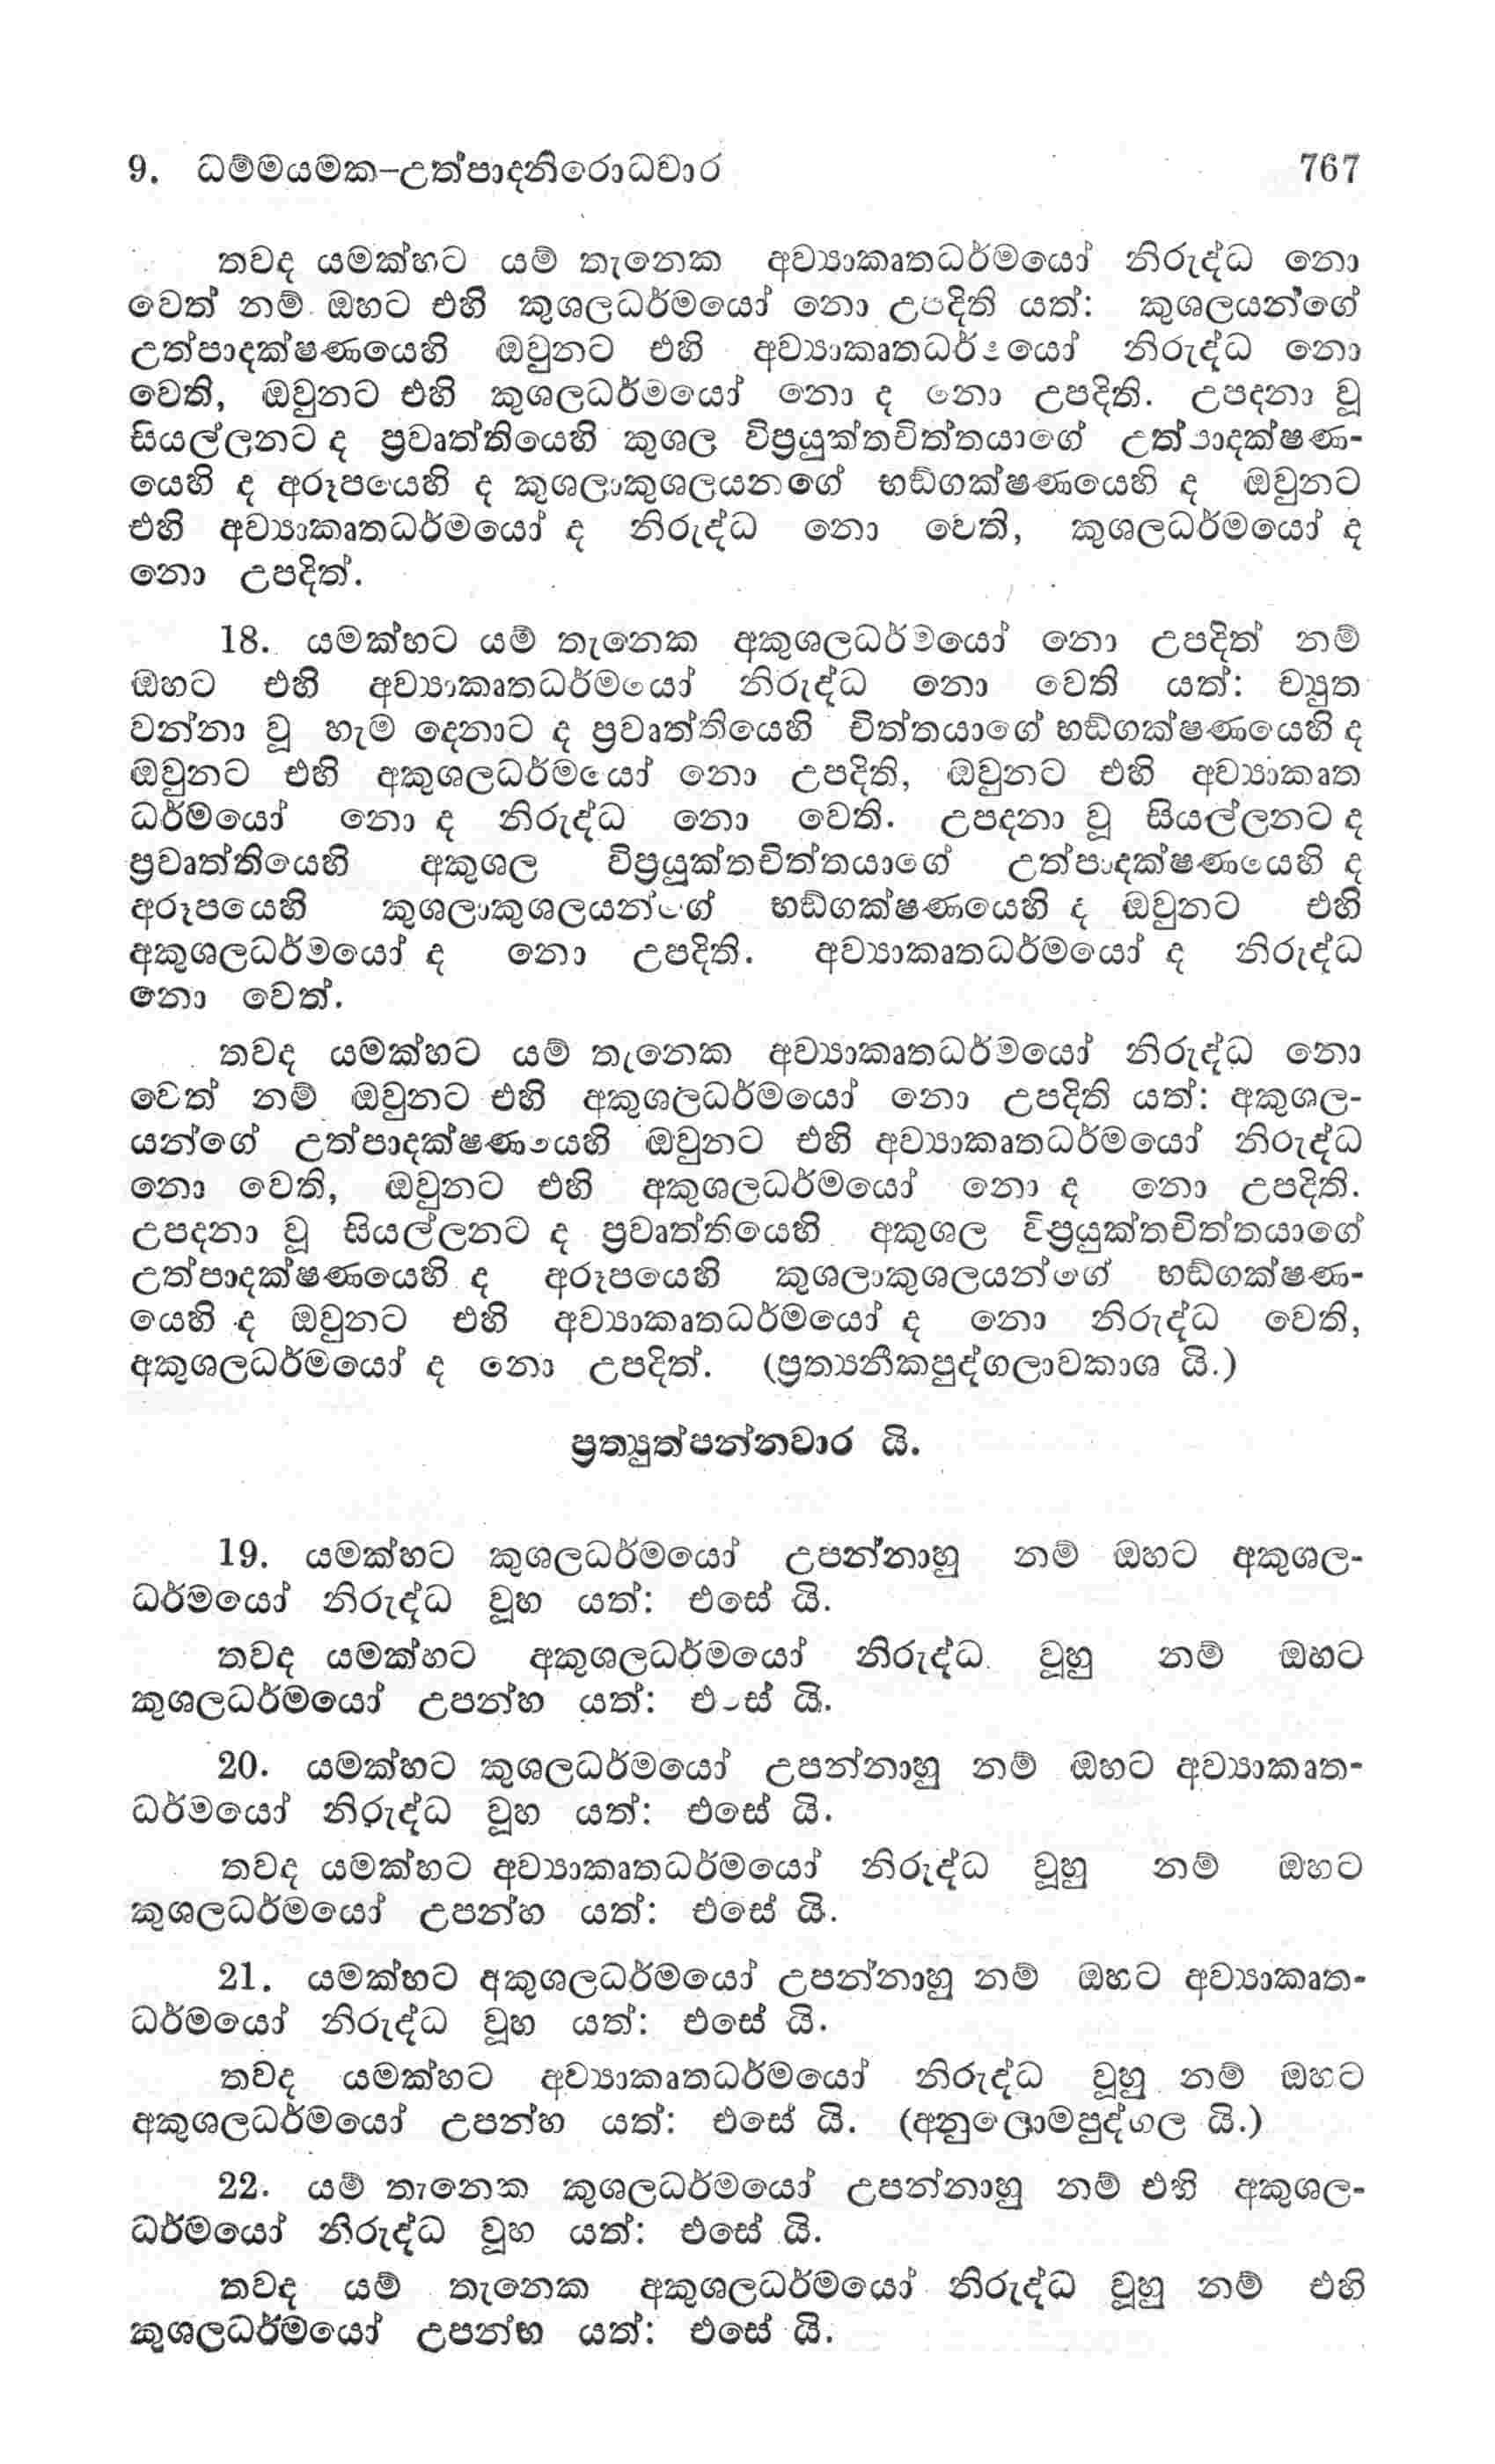 9. ධම්මයමක-උත්පාදනිරොධවාර 767
තවද යමක්හට යම් තැනෙක අව්‍යාකෘතධර්මයෝ නිරුද්ධ නො
වෙත් නම් ඔහට එහි කුශලධර්මයෝ නො උපදිති යත්: කුශලයන්ගේ
උත්පාදක්ෂණයෙහි ඔවුනට එහි අව්‍යාකෘතධර්මයෝ නිරුද්ධ නො
වෙති, ඔවුනට එහි කුශලධර්මයෝ නො ද නො උපදිති. උපදනා වූ
සියල්ලනට ද ප්‍රවෘත්තියෙහි කුශල විප්‍රයුක්තචිත්තයාගේ උත්පාදක්ෂණ-
යෙහි ද අරූපයෙහි ද කුශලාකුශලයනගේ භඞ්ගක්ෂණයෙහි ද ඔවුනට
එහි අව්‍යාකෘතධර්මයෝ ද නිරුද්ධ නො වෙති, කුශලධර්මයෝ ද
නො උපදිත්.
18. යමක්හට යම් තැනෙක අකුශලධර්මයෝ නො උපදිත් නම්
ඔහට එහි අව්‍යාකෘතධර්මයෝ නිරුද්ධ නො වෙති යත්: ච්‍යුත
වන්නා වූ හැම දෙනාට ද ප්‍රවෘත්තියෙහි චිත්තයාගේ භඞ්ගක්ෂණයෙහි ද
ඔවුනට එහි අකුශලධර්මයෝ නො උපදිති, ඔවුනට එහි අව්‍යාකෘත
ධර්මයෝ නො ද නිරුද්ධ නො වෙති. උපදනා වූ සියල්ලනට ද
ප්‍රවෘත්තියෙහි අකුශල විප්‍රයුක්තචිත්තයාගේ උත්පාදක්ෂණයෙහි ද
අරූපයෙහි කුශලාකුශලයන්ගේ භඞ්ගක්ෂණයෙහි ද ඔවුනට එහි
අකුශලධර්මයෝ ද නො උපදිති. අව්‍යාකෘතධර්මයෝ ද නිරුද්ධ
නො වෙත්.
තවද යමක්හට යම් තැනෙක අව්‍යාකෘතධර්මයෝ නිරුද්ධ නො
වෙත් නම් ඔවුනට එහි අකුශලධර්මයෝ නො උපදිති යත්: අකුශල-
යන්ගේ උත්පාදක්ෂණයෙහි ඔවුනට එහි අව්‍යාකෘතධර්මයෝ නිරුද්ධ
නො වෙති, ඔවුනට එහි අකුශලධර්මයෝ නො ද නො උපදිති.
උපදනා වූ සියල්ලනට ද ප්‍රවෘත්තියෙහි අකුශල විප්‍රයුක්තචිත්තයාගේ
උත්පාදක්ෂණයෙහි ද අරූපයෙහි කුශලාකුශලයන්ගේ භඞ්ගක්ෂණ-
යෙහි ද ඔවුනට එහි අව්‍යාකෘතධර්මයෝ ද නො නිරුද්ධ වෙති,
අකුශලධර්මයෝ ද නො උපදිත්. (ප්‍රත්‍යනීකපුද්ගලාවකාශ යි.)
ප්‍රත්‍යුත්පන්නවාර යි.
19. යමක්හට කුශලධර්මයෝ උපන්නාහු නම් ඔහට අකුශල-
ධර්මයෝ නිරුද්ධ වූහ යත්: එසේ යි.
තවද යමක්හට අකුශලධර්මයෝ නිරුද්ධ වූහු නම් ඔහට
කුශලධර්මයෝ උපන්හ යත්: එසේ යි.
20. යමක්හට කුශලධර්මයෝ උපන්නාහු නම් ඔහට අව්‍යාකෘත-
ධර්මයෝ නිරුද්ධ වූහ යත්: එසේ යි.
තවද යමක්හට අව්‍යාකෘතධර්මයෝ නිරුද්ධ වූහු නම් ඔහට
කුශලධර්මයෝ උපන්හ යත්: එසේ යි.
21. යමක්හට අකුශලධර්මයෝ උපන්නාහු නම් ඔහට අව්‍යාකෘත-
ධර්මයෝ නිරුද්ධ වූහ යත්: එසේ යි.
තවද යමක්හට අව්‍යාකෘතධර්මයෝ නිරුද්ධ වූහු නම් ඔහට
අකුශලධර්මයෝ උපන්හ යත්: එසේ යි. (අනුලොමපුද්ගල යි.)
22. යම් තැනෙක කුශලධර්මයෝ උපන්නාහු නම් එහි අකුශල-
ධර්මයෝ නිරුද්ධ වූහ යත්: එසේ යි.
තවද යම් තැනෙක අකුශලධර්මයෝ නිරුද්ධ වූහු නම් එහි
කුශලධර්මයෝ උපන්හ යත්: එසේ යි.